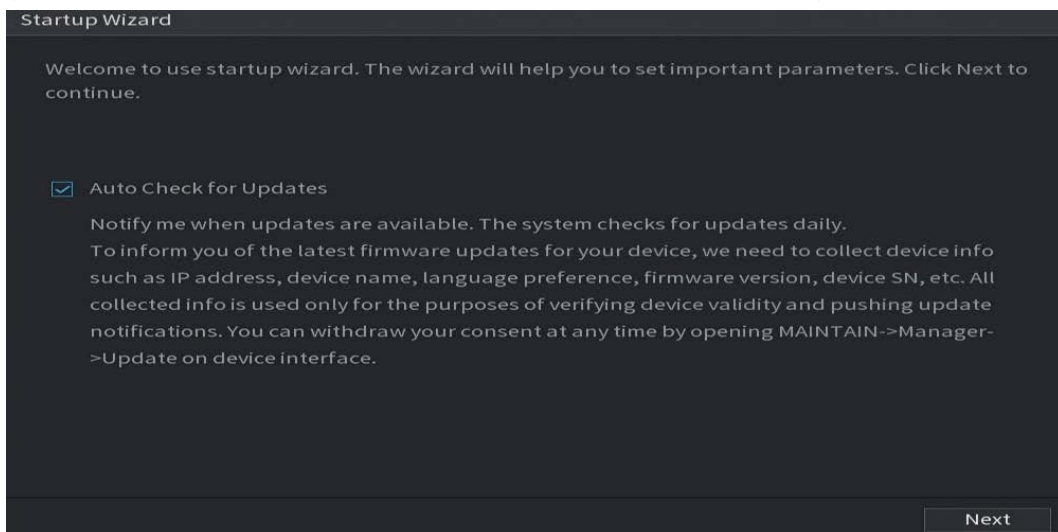 Startup Wizard
Welcome to use startup wizard. The wizard will help you to set important parameters. Click Next to
continue.
Auto Check for Updates
Notify me when updates are available. The system checks for updates daily.
To inform you of the latest firmware updates for your device, we need to collect device info
such as IP address, device name, language preference, firmware version, device SN, etc. All
collected info is used only for the purposes of verifying device validity and pushing update
notifications. You can withdraw your consent at any time by opening MAINTAIN->Manager-
>Update on device interface.
Next